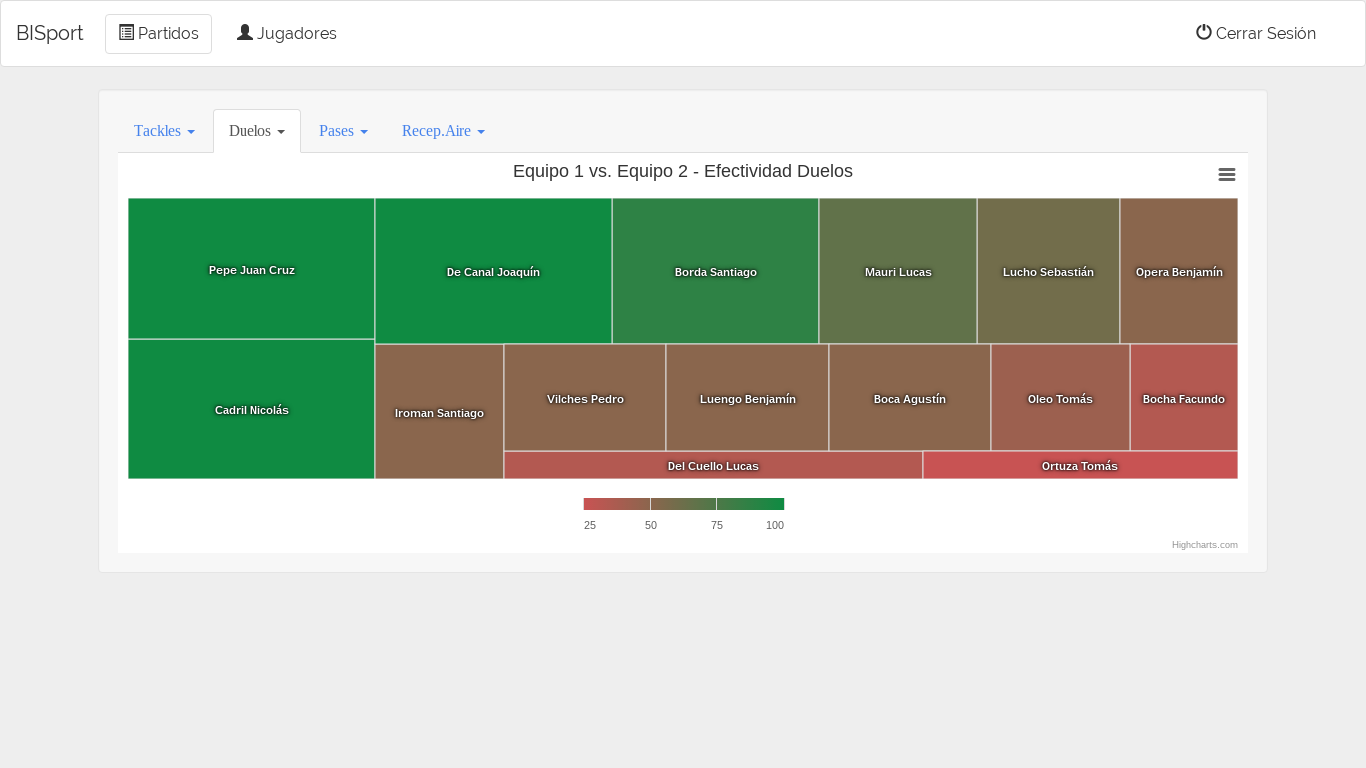 BISport Partidos Jugadores Cerrar Sesión
Tackles Duelos Pases Recep.Aire
Equipo 1 vs. Equipo 2 - Efectividad Duelos
Pepe Juan Cruz
De Canal Joaquín
Borda Santiago
Mauri Lucas
Lucho Sebastián
Opera Benjamín
Cadril Nicolás
Iroman Santiago
Vilches Pedro
Luengo Benjamín
Boca Agustín
Oleo Tomás
Bocha Facundo
Del Cuello Lucas
Ortuza Tomás
25 50 75 100
Highcharts.com